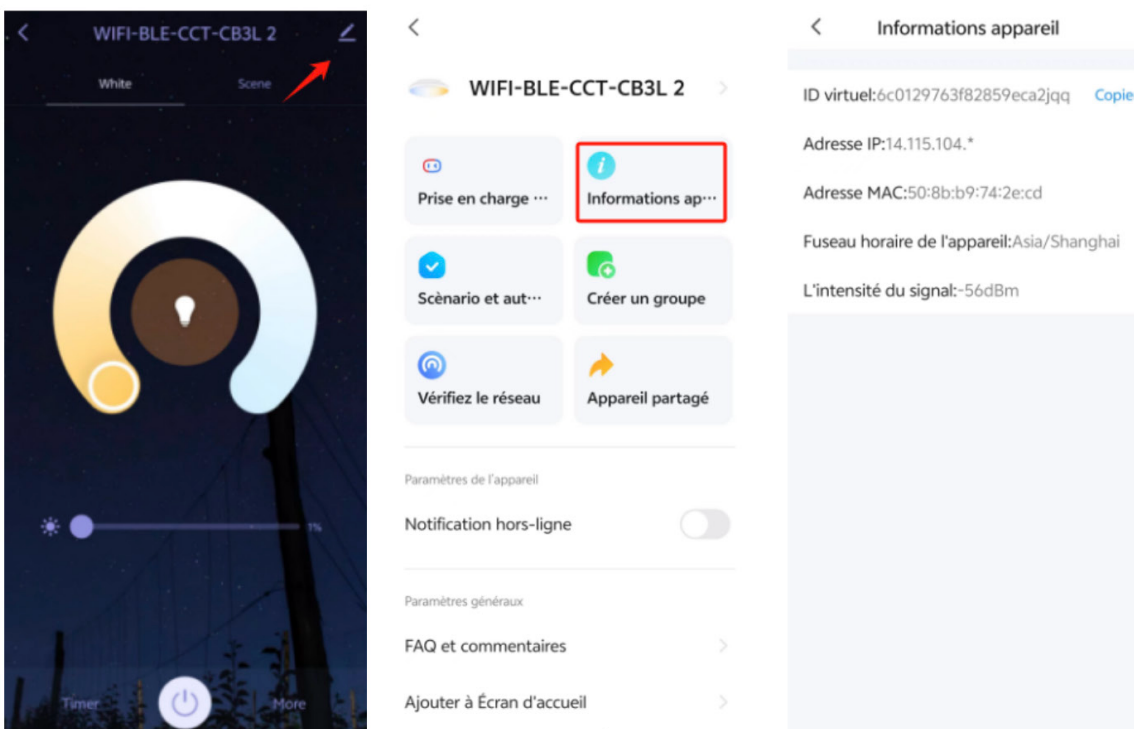 WIFI-BLE-CCT-CB3L 2
White
Scene
1%
Timer
More
WIFI-BLE-CCT-CB3L 2
Prise en charge ···
Informations ap···
Scènario et aut···
Créer un groupe
Vérifiez le réseau
Appareil partagé
Paramètres de l'appareil
Notification hors-ligne
Paramètres généraux
FAQ et commentaires
Ajouter à Écran d'accueil
Informations appareil
ID virtuel:6c0129763f82859eca2jqq Copie
Adresse IP:14.115.104.*
Adresse MAC:50:8b:b9:74:2e:cd
Fuseau horaire de l'appareil:Asia/Shanghai
L'intensité du signal:-56dBm